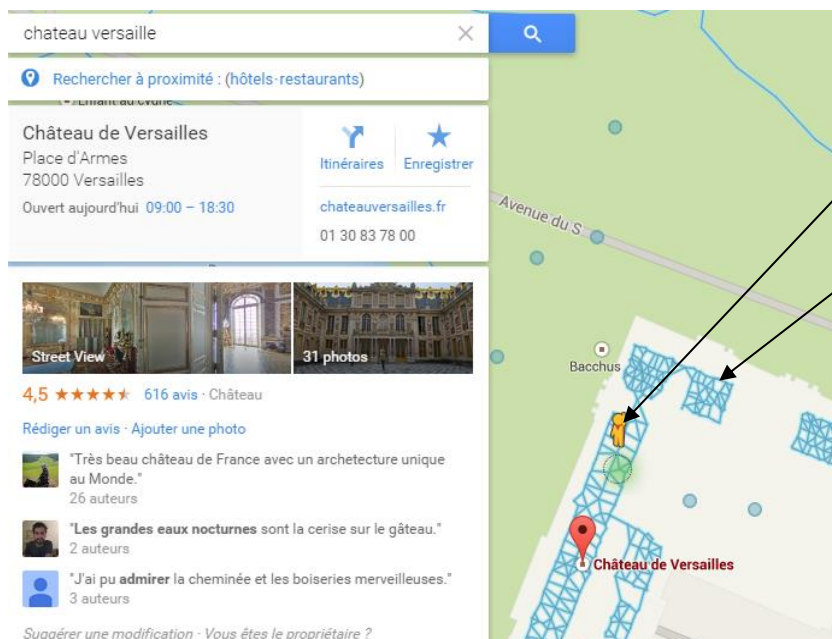 chateau versaille
Rechercher à proximité : (hôtels·restaurants)
Château de Versailles
Place d'Armes
78000 Versailles
Ouvert aujourd'hui 09:00 – 18:30
Itinéraires
Enregistrer
chateauversailles.fr
01 30 83 78 00
Street View
31 photos
4,5 616 avis · Château
Rédiger un avis · Ajouter une photo
"Très beau château de France avec un archetecture unique
au Monde."
26 auteurs
"Les grandes eaux nocturnes sont la cerise sur le gâteau."
2 auteurs
"J'ai pu admirer la cheminée et les boiseries merveilleuses."
3 auteurs
Suggérer une modification · Vous êtes le propriétaire ?
Avenue du S
Bacchus
Château de Versailles